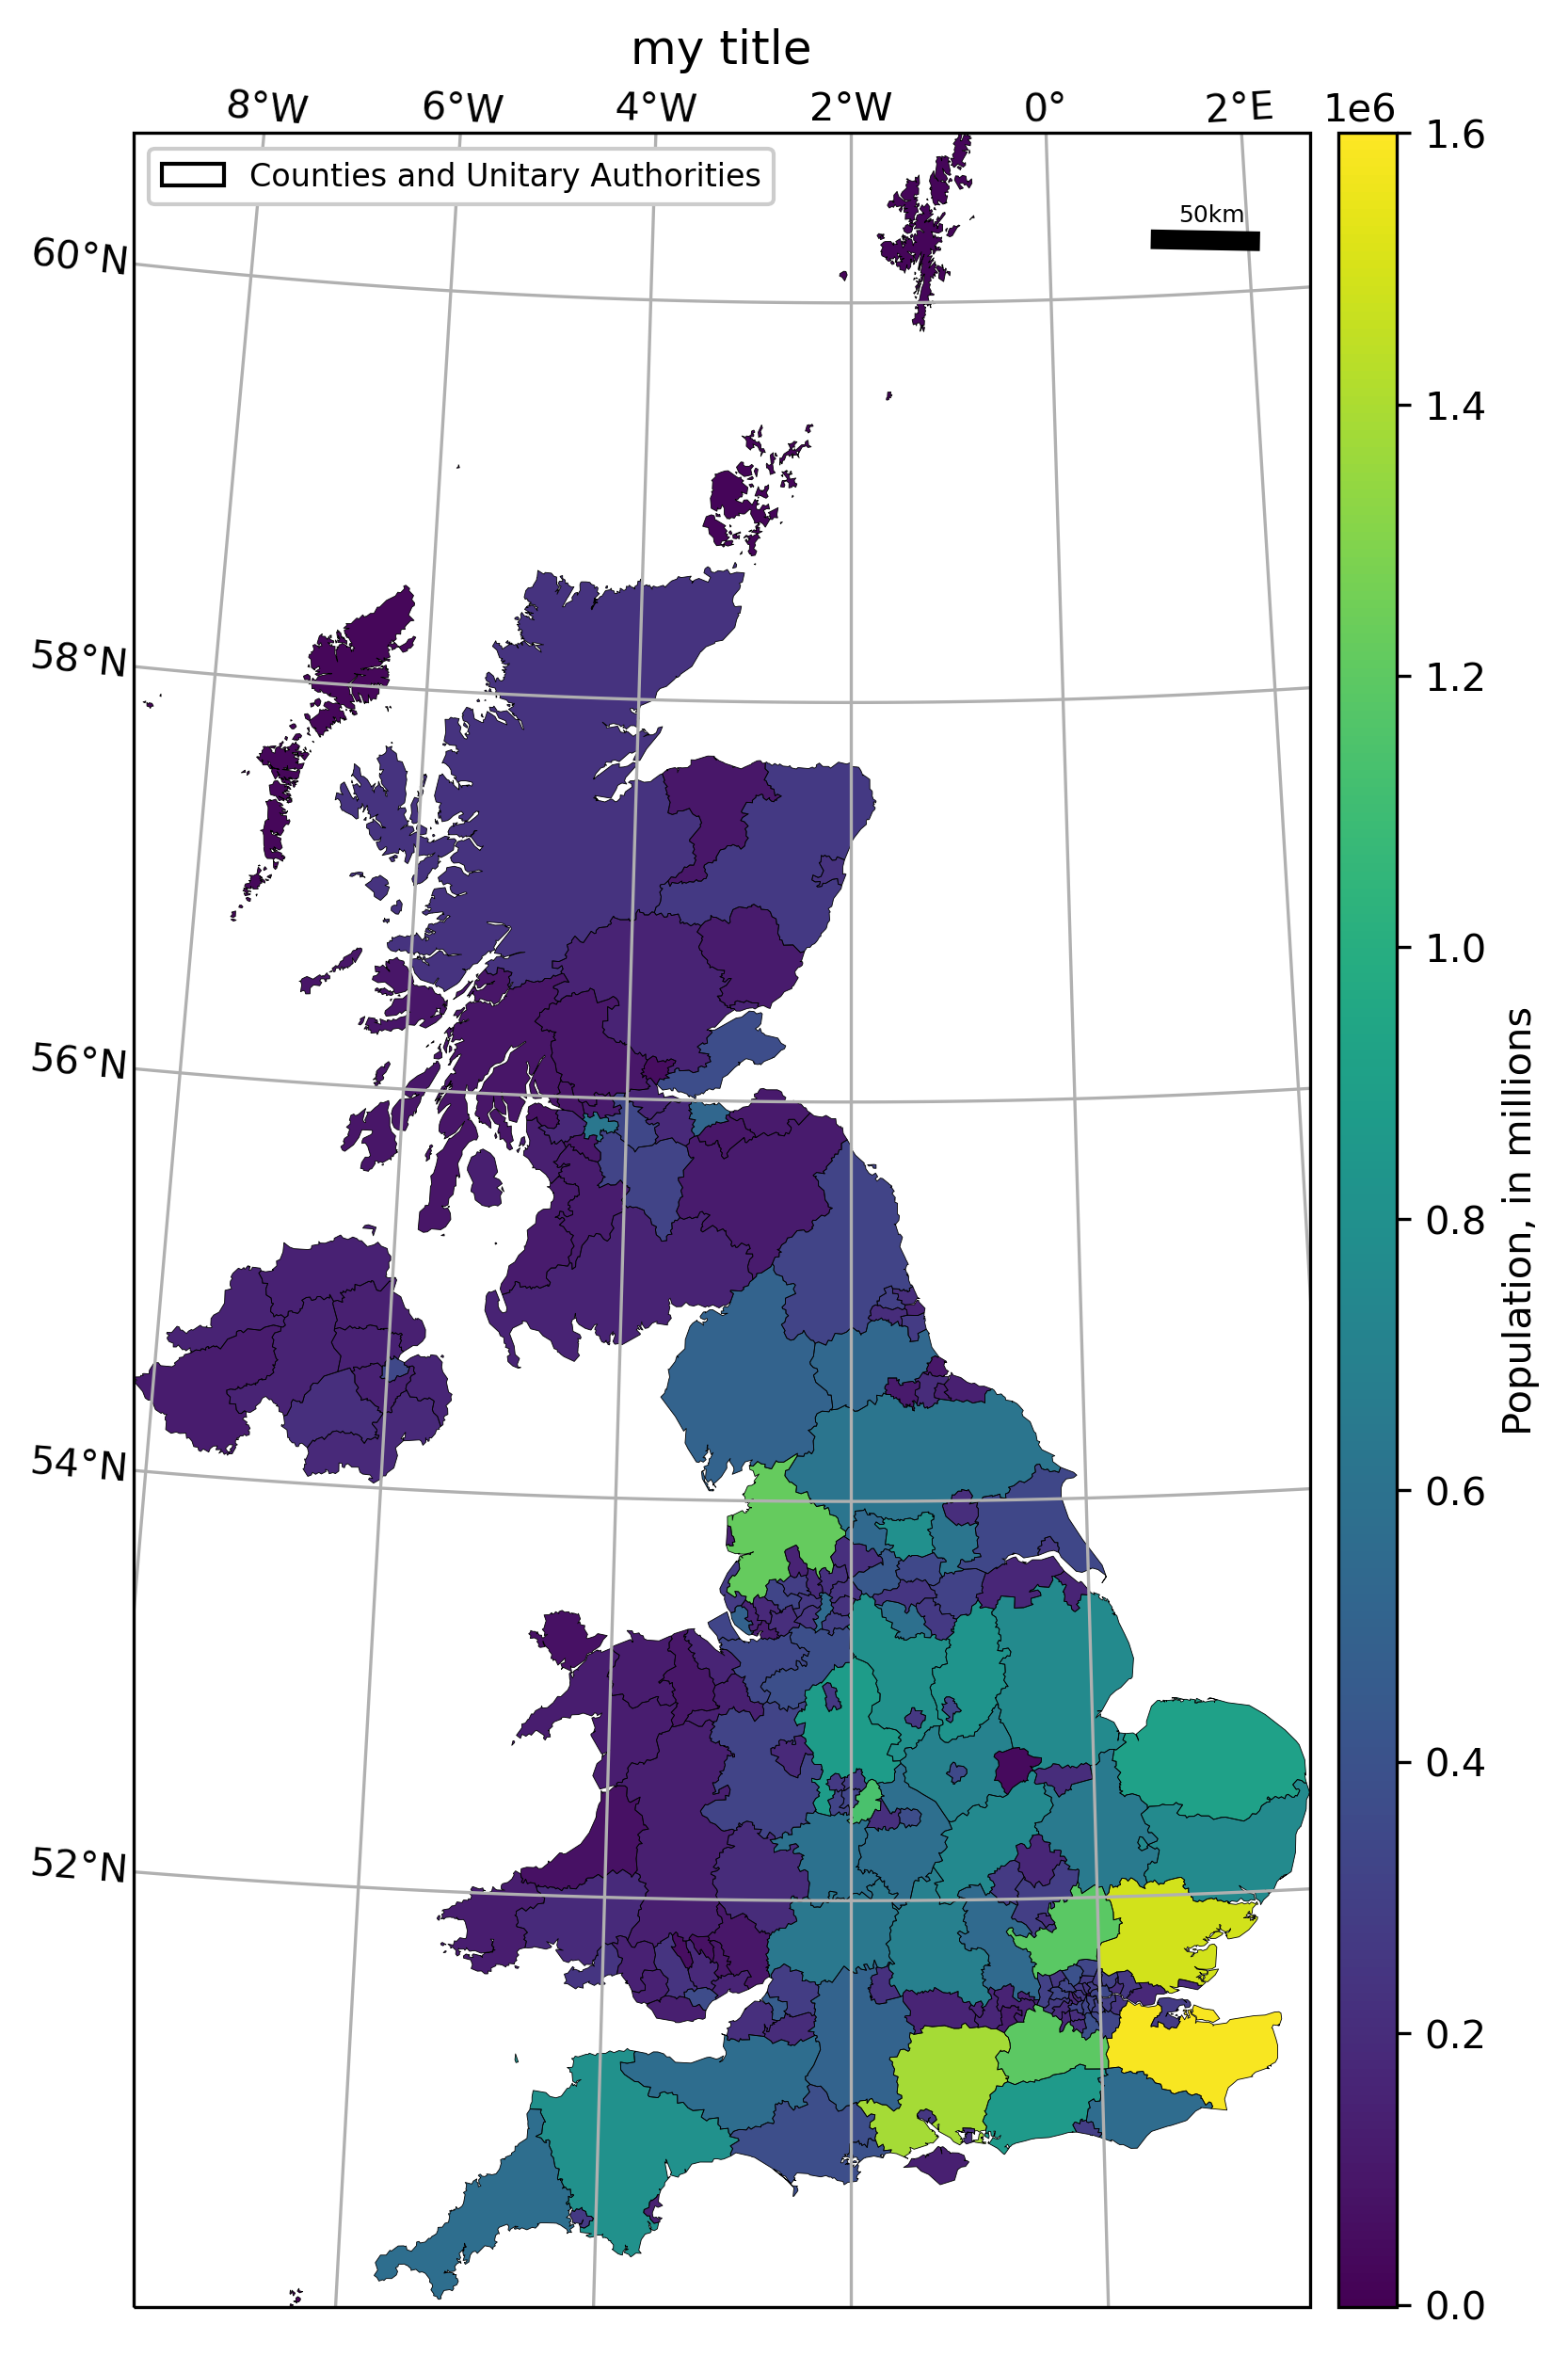 my title
8°W 6°W 4°W 2°W 0° 2°E 1e6
Counties and Unitary Authorities
50km
60°N
58°N
56°N
54°N
52°N
1.6
1.4
1.2
1.0
0.8
0.6
0.4
0.2
0.0
Population, in millions